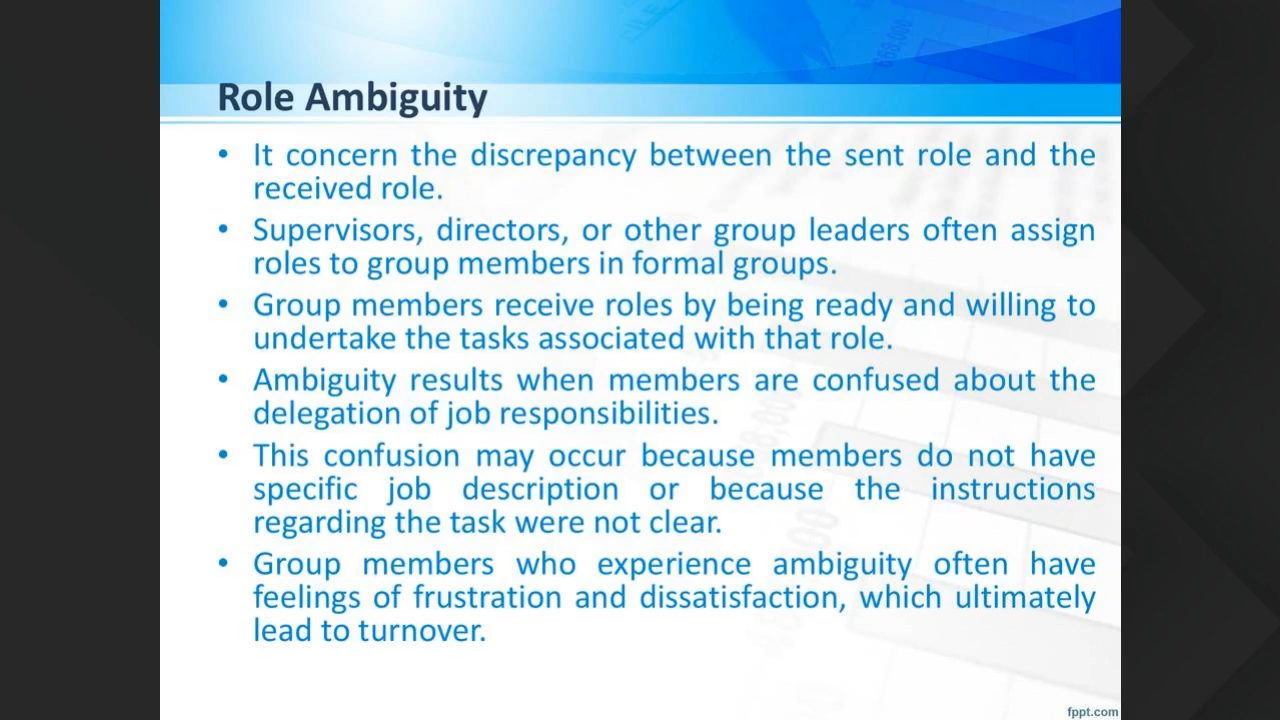 Role Ambiguity
• It concern the discrepancy between the sent role and the
received role.
• Supervisors, directors, or other group leaders often assign
roles to group members in formal groups.
• Group members receive roles by being ready and willing to
undertake the tasks associated with that role.
• Ambiguity results when members are confused about the
delegation of job responsibilities.
• This confusion may occur because members do not have
specific job description or because the instructions
regarding the task were not clear.
• Group members who experience ambiguity often have
feelings of frustration and dissatisfaction, which ultimately
lead to turnover.
fppt.com